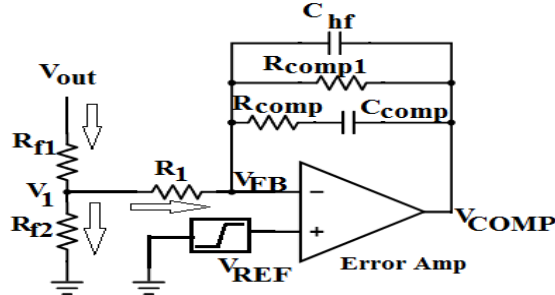 C hf
Rcomp1
Vout
Rcomp
Ccomp
Rf1
R1
V1
VFB
Rf2
VCOMP
VREF
Error Amp